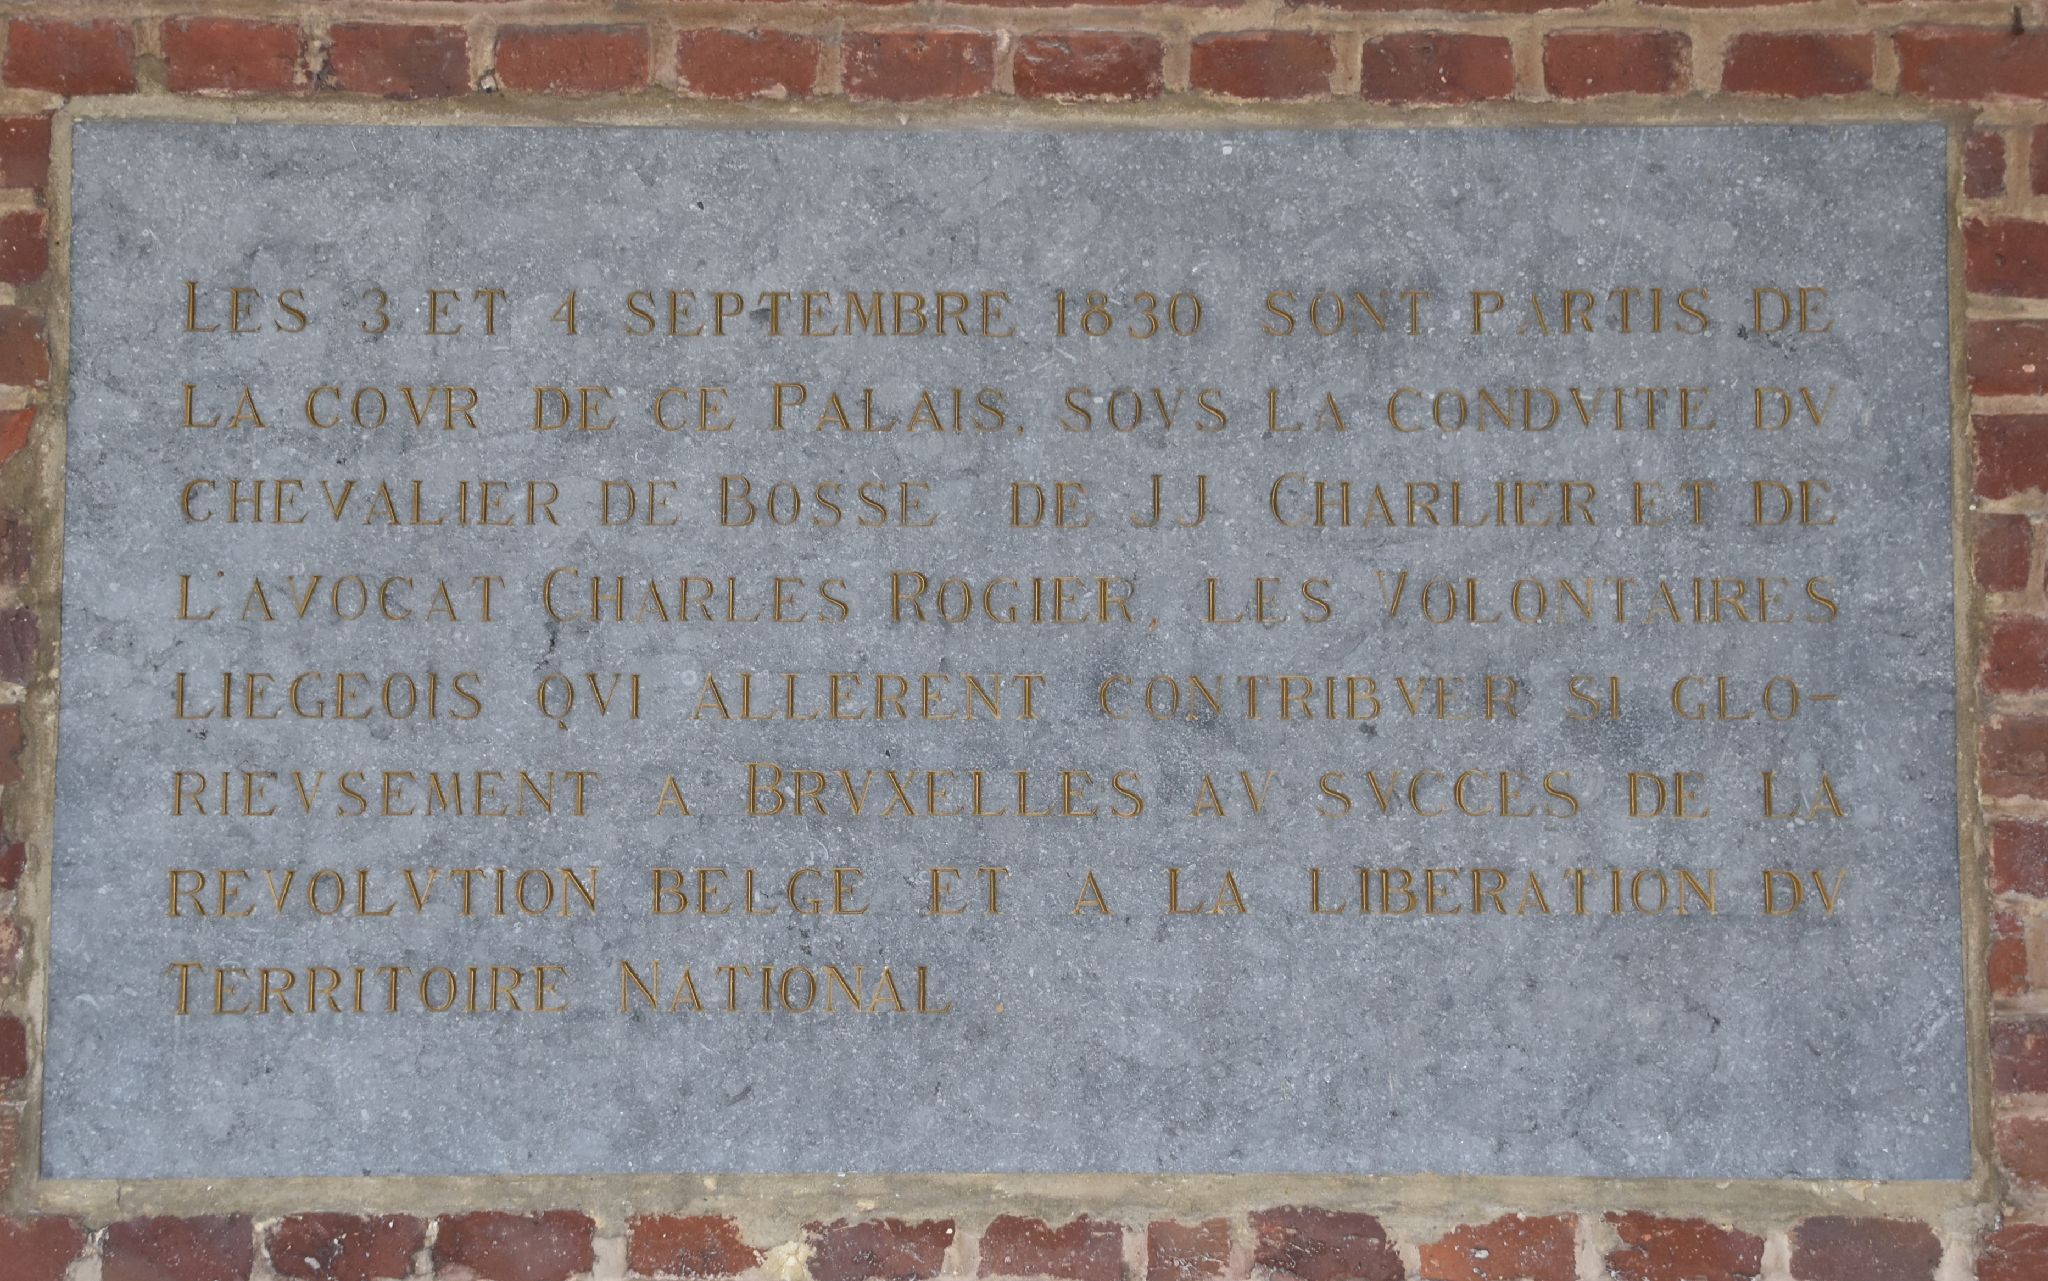 LES 3 ET 4 SEPTEMBRE 1830 SONT PARTIS DE
LA COVR DE CE PALAIS, SOVS LA CONDVITE DV
CHEVALIER DE BOSSE DE JJ CHARLIER ET DE
L'AVOCAT CHARLES ROGIER, LES VOLONTAIRES
LIEGEOIS QVI ALLERENT CONTRIBVER SI GLO-
RIEVSEMENT A BRVXELLES AV SVCCES DE LA
REVOLVTION BELGE ET A LA LIBERATION DV
TERRITOIRE NATIONAL.